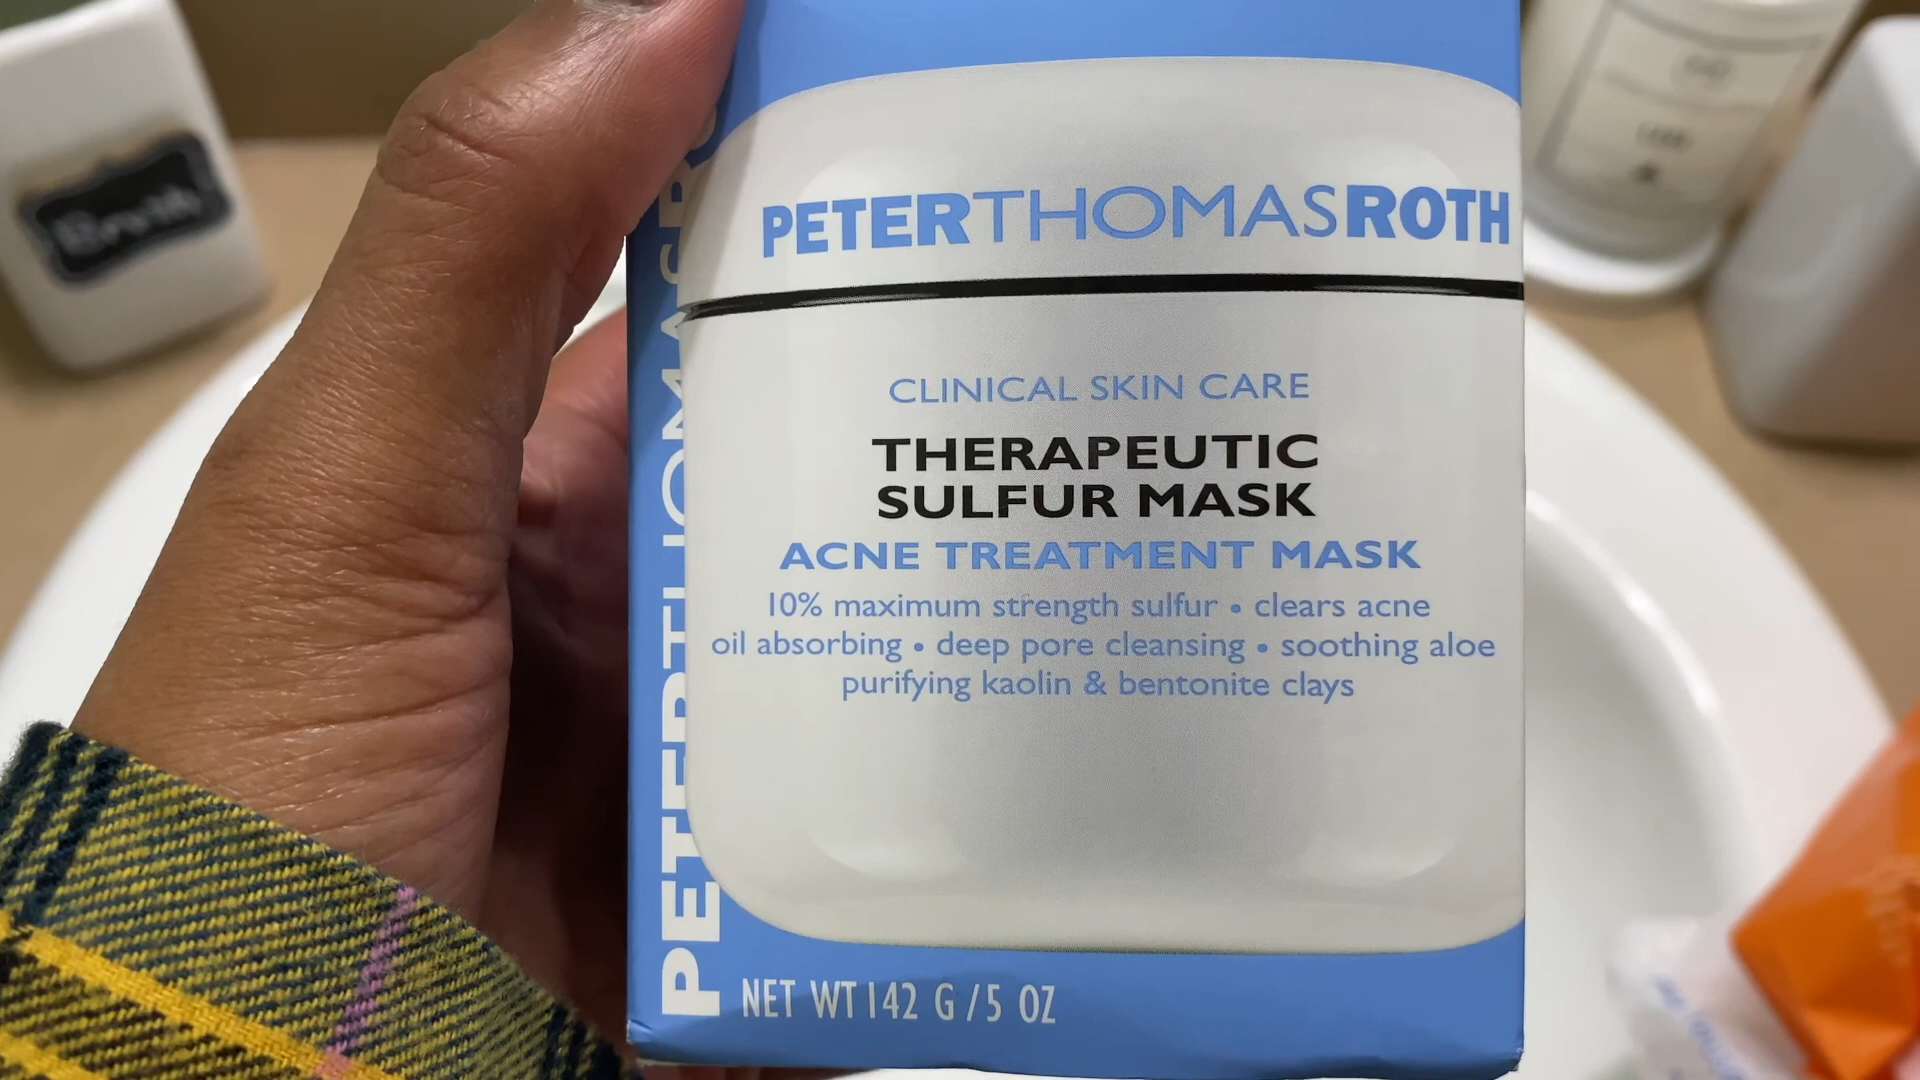 PETERTHOMASROTH
CLINICAL SKIN CARE
THERAPEUTIC
SULFUR MASK
ACNE TREATMENT MASK
10% maximum strength sulfur • clears acne
oil absorbing • deep pore cleansing • soothing aloe
purifying kaolin & bentonite clays
NET WT 142 G / 5 OZ